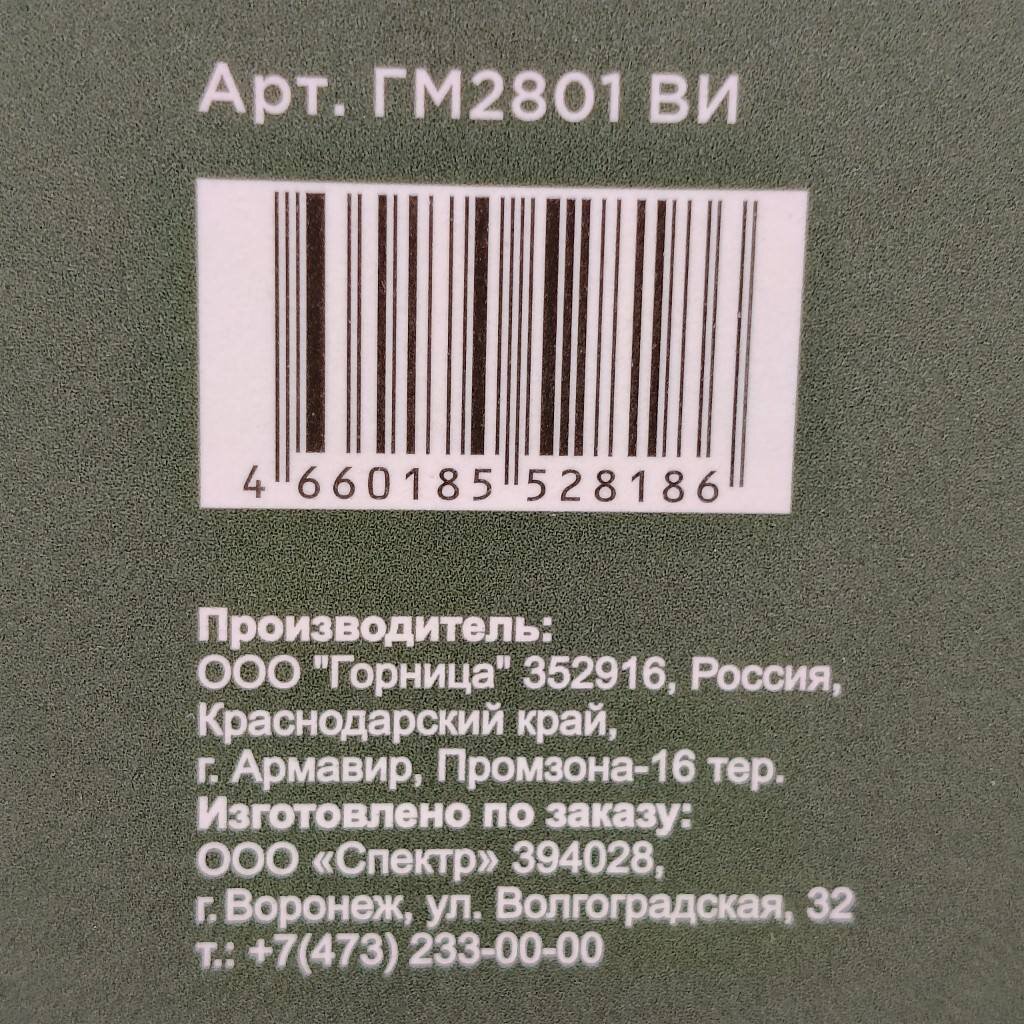 Арт. ГМ2801 ВИ
4 660185 528186
Производитель:
ООО "Горница" 352916, Россия,
Краснодарский край,
г. Армавир, Промзона-16 тер.
Изготовлено по заказу:
ООО «Спектр» 394028,
г. Воронеж, ул. Волгоградская, 32
т.: +7(473) 233-00-00